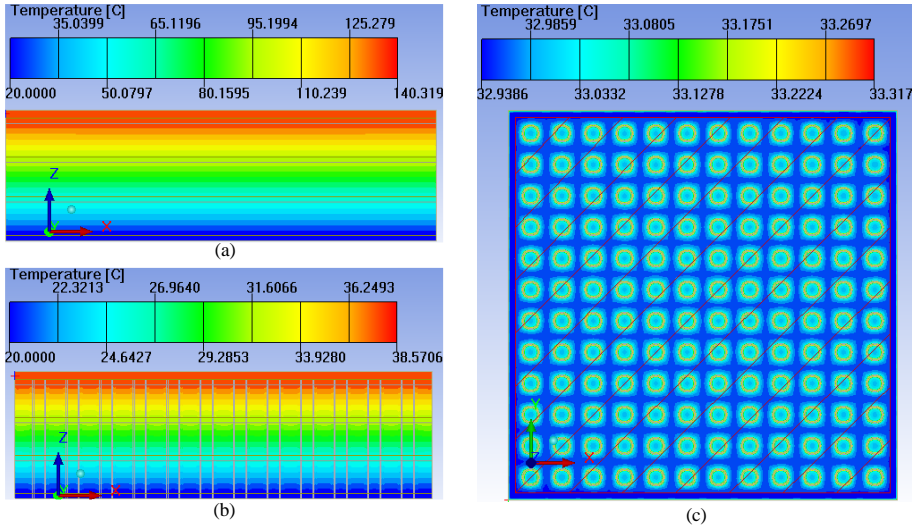 Temperature [C]
35.0399 65.1196 95.1994 125.279
20.0000 50.0797 80.1595 110.239 140.319
Z
Y X
(a)
Temperature [C]
22.3213 26.9640 31.6066 36.2493
20.0000 24.6427 29.2853 33.9280 38.5706
Z
Y X
(b)
Temperature [C]
32.9859 33.0805 33.1751 33.2697
32.9386 33.0332 33.1278 33.2224 33.317
Y
Z X
(c)